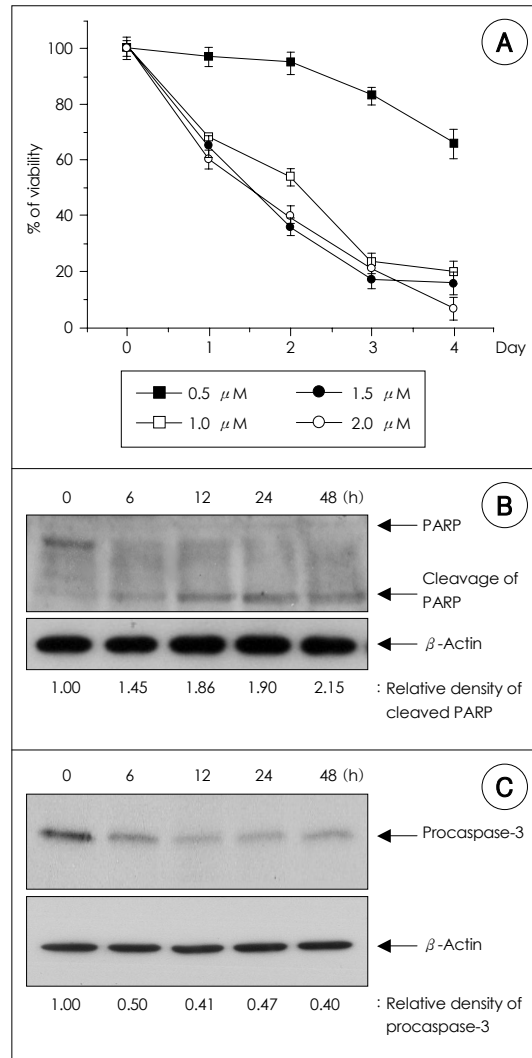 A
100
80
60
40
20
0
% of viability
0 1 2 3 4 Day
0.5 μM 1.5 μM
1.0 μM 2.0 μM
B
0 6 12 24 48 (h)
PARP
Cleavage of
PARP
β-Actin
1.00 1.45 1.86 1.90 2.15 : Relative density of
cleaved PARP
C
0 6 12 24 48 (h)
Procaspase-3
β-Actin
1.00 0.50 0.41 0.47 0.40 : Relative density of
procaspase-3